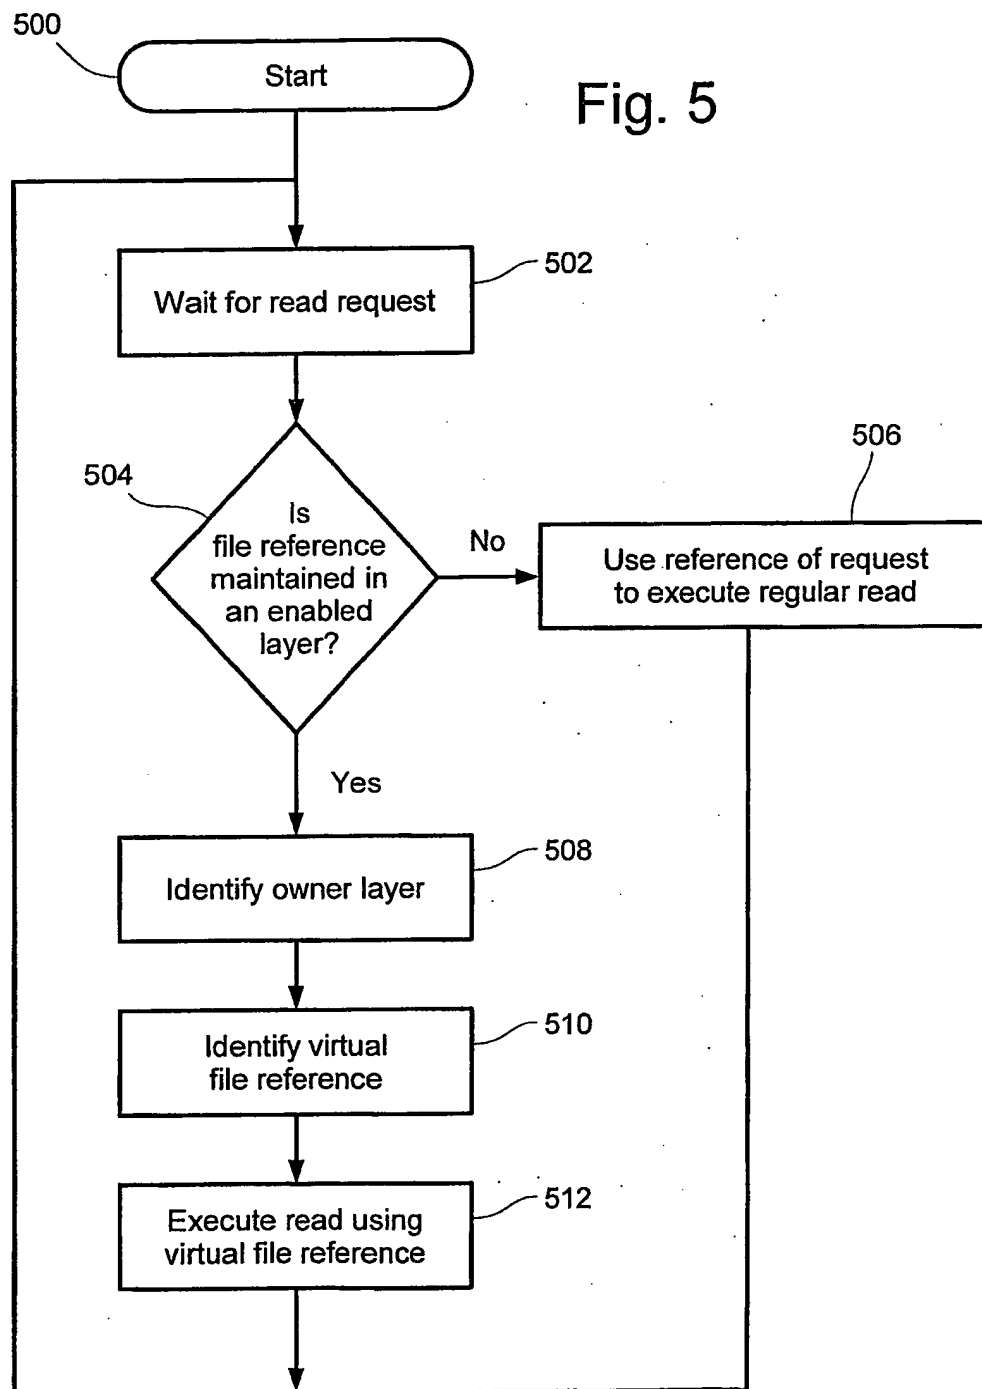 500
Start
Fig. 5
502
Wait for read request
504
Is
file reference
maintained in
an enabled
layer?
No
506
Use reference of request
to execute regular read
Yes
508
Identify owner layer
510
Identify virtual
file reference
512
Execute read using
virtual file reference